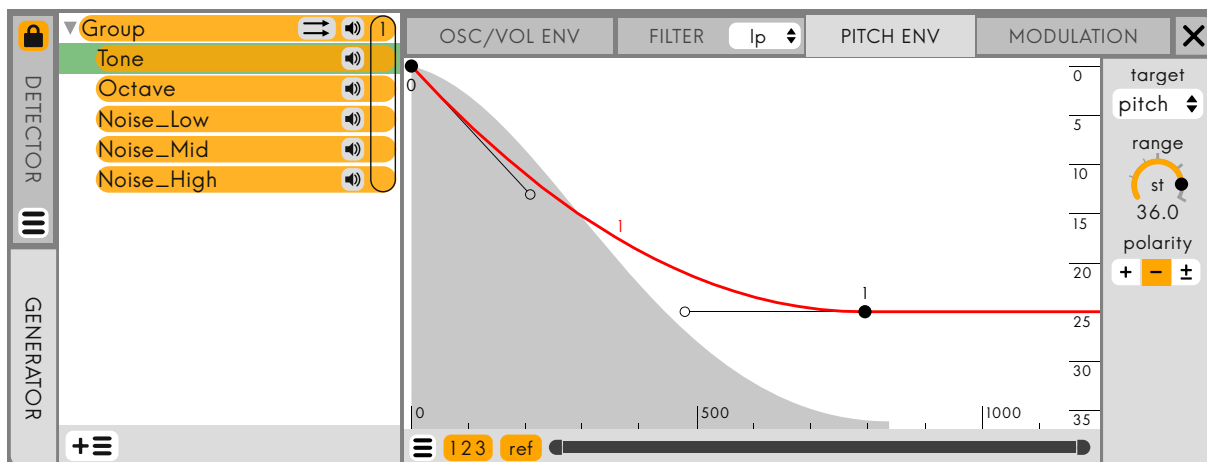 DETECTOR
GENERATOR
Group 1
Tone
Octave
Noise_Low
Noise_Mid
Noise_High
OSC/VOL ENV FILTER lp PITCH ENV MODULATION
0
1
1
0
5
10
15
20
25
30
35
0 500 1000
123 ref
target
pitch
range
st
36.0
polarity
+ − ±